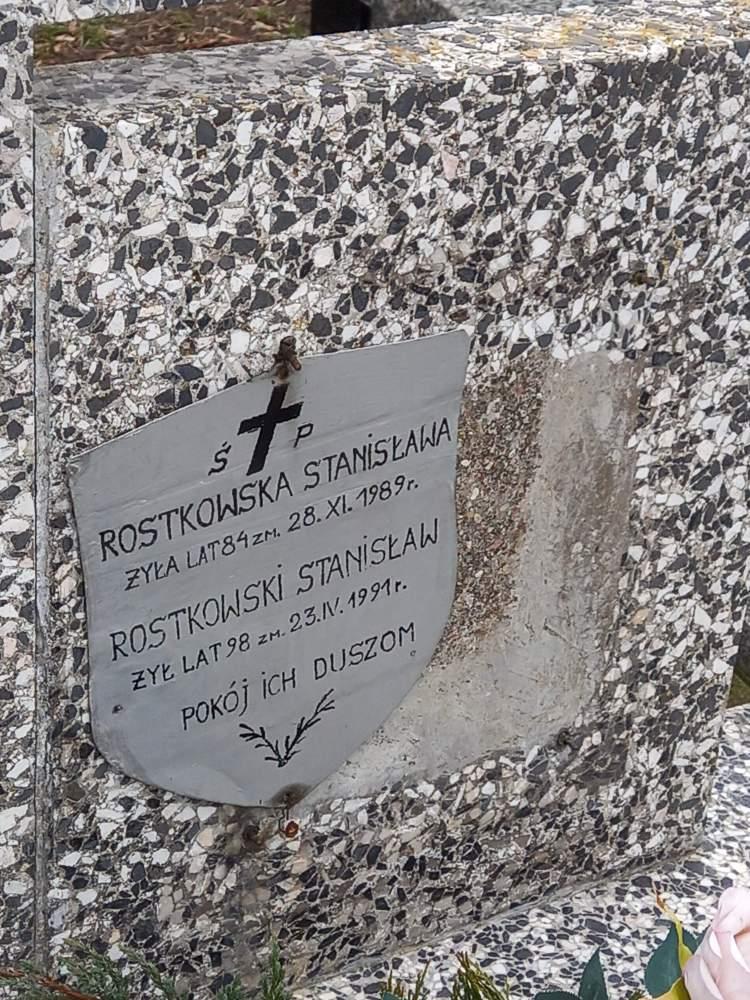 Ś P
ROSTKOWSKA STANiSŁAWA
ŻYŁA LAT 84 zm. 28. XI. 1989r.
ROSTKOWSKi STANiSŁAW
ŻYŁ LAT 98 zm. 23. IV. 1991r.
POKÓJ iCH DUSZOM